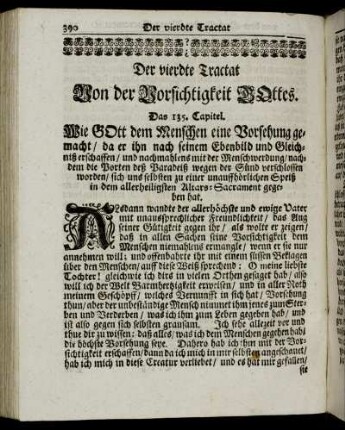 390 Der vierdte Tractat
Der vierdte Tractat
Von der Vorsichtigkeit GOttes.
Das 135. Capitel.
Wie GOtt dem Menschen eine Vorsehung ge-
macht / da er ihn nach seinem Ebenbild und Gleich-
nuß erschaffen / und nachmahlens mit der Menschwerdung / nach-
dem die Porten deß Paradeiß wegen der Sünd verschlossen
worden / sich uns selbsten zu einer unauffhörlichen Speiß
in dem allerheiligsten Altars-Sacrament gege-
ben hat.
ALsdann wandte der allerhöchste und ewige Vater
mit unaussprechlicher Freundlichkeit / das Aug
seiner Gütigkeit gegen ihr / als wolte er zeigen /
daß in allen Sachen seine Vorsichtigkeit den
Menschen niemahlens ermangle / wenn er sie nur
annehmen will; und offenbahrte ihr mit einem süssen Beklagen
über den Menschen / auff diese Weiß sprechend: O meine liebste
Tochter! gleichwie ich dir in vielen Orthen gesagt hab / also
will ich der Welt Barmhertzigkeit erweisen / und in aller Noth
meinem Geschöpff / welches Vernunfft in sich hat / Vorsehung
thun / aber der unbeständige Mensch nimmt ihm jenes zum Ster-
ben und Verderben / was ich ihm zum Leben gegeben hab / und
ist also gegen sich selbsten grausam. Ich sehe allezeit vor und
thue dir zu wissen: daß alles / was ich dem Menschen gegeben hab /
die höchste Vorsehung seye. Dahero hab ich ihn mit der Vor-
sichtigkeit erschaffen / dann da ich mich in mir selbsten angeschauet /
hab ich mich in diese Creatur verliebet / und es hat mir gefallen /
sie